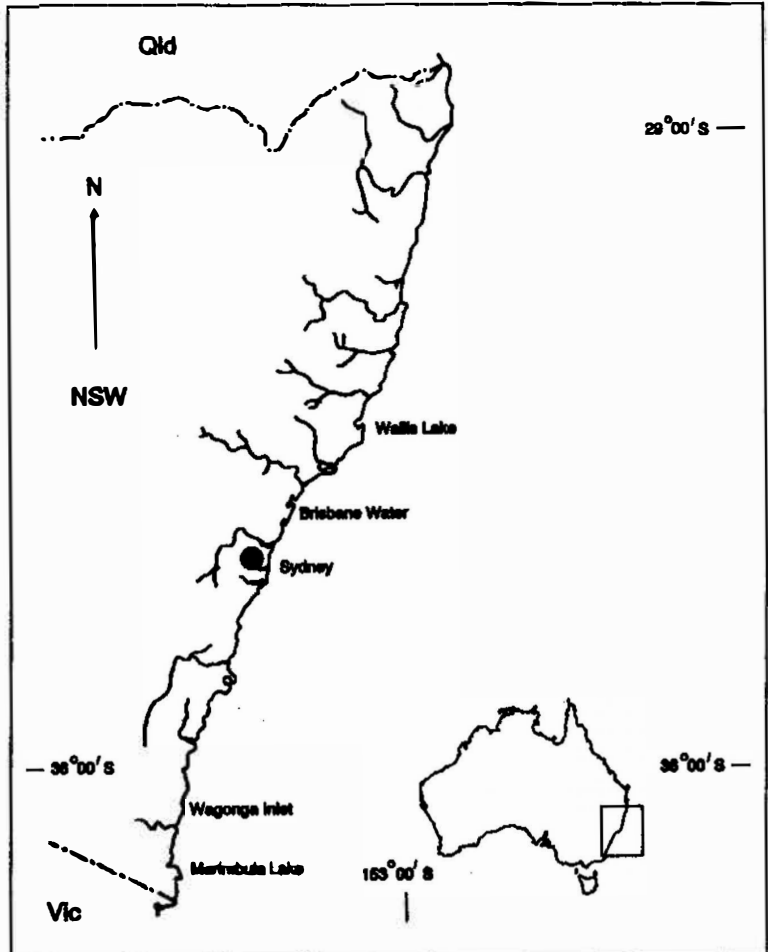 Qld
29°00' S
N
NSW
Wallis Lake
Brisbane Water
Sydney
36°00' S
36°00' S
Wagonga Inlet
Merimbula Lake
153°00' S
Vic